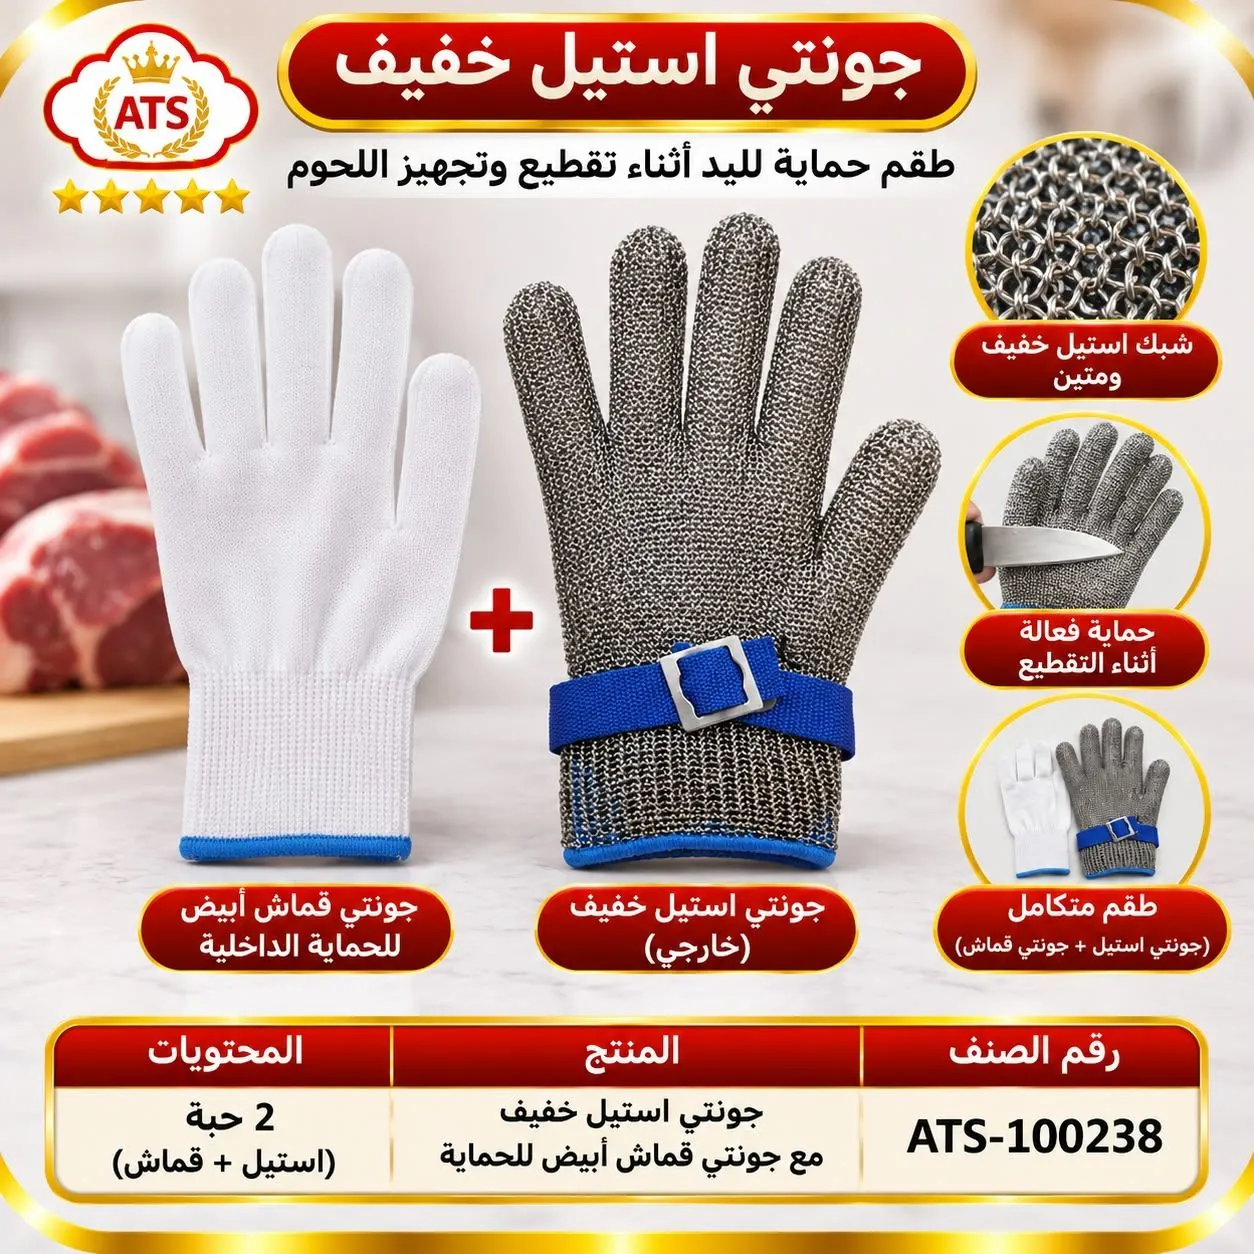 ATS
جونتي استيل خفيف
طقم حماية لليد أثناء تقطيع وتجهيز اللحوم
شبك استيل خفيف
ومتين
حماية فعالة
أثناء التقطيع
طقم متكامل
(جونتي استيل + جونتي قماش)
جونتي استيل خفيف
(خارجي)
جونتي قماش أبيض
للحماية الداخلية
رقم الصنف
المنتج
المحتويات
ATS-100238
جونتي استيل خفيف
مع جونتي قماش أبيض للحماية
2 حبة
(استيل + قماش)